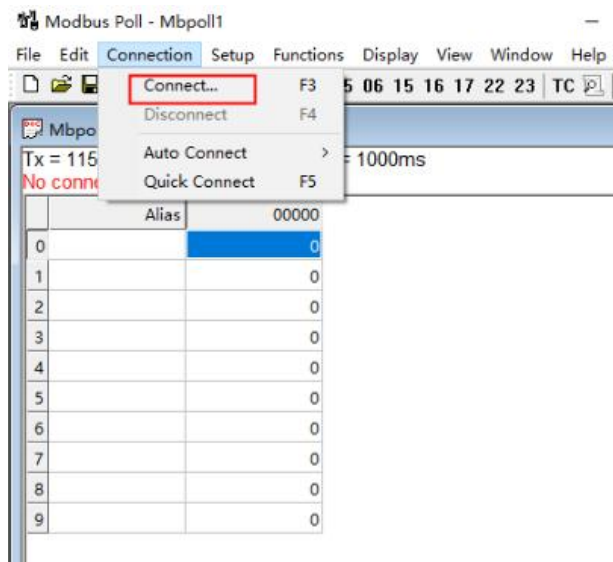 Modbus Poll - Mbpoll1
File Edit Connection Setup Functions Display View Window Help
Connect... F3
5 06 15 16 17 22 23 TC
Disconnect F4
Mbpo
Auto Connect >
Tx = 115
= 1000ms
No conne
Quick Connect F5
Alias 00000
0 0
1 0
2 0
3 0
4 0
5 0
6 0
7 0
8 0
9 0